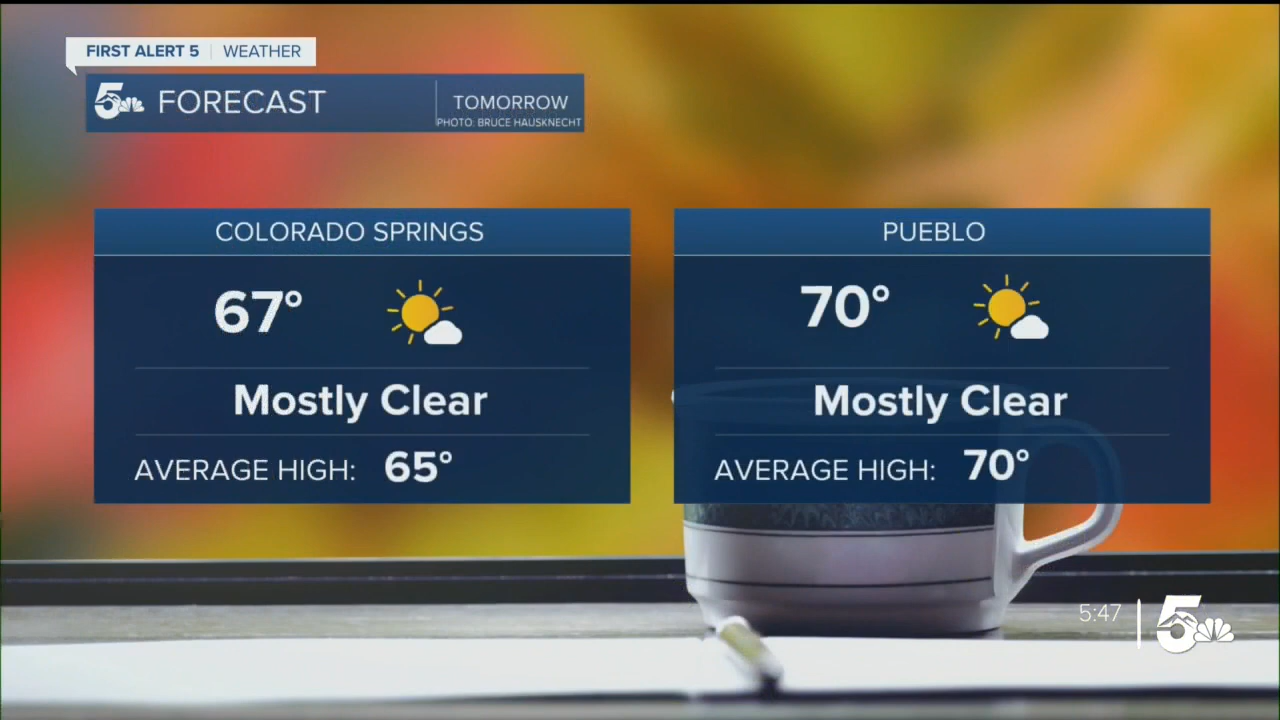 FIRST ALERT 5 | WEATHER
5 FORECAST
TOMORROW
PHOTO: BRUCE HAUSKNECHT
COLORADO SPRINGS
67°
Mostly Clear
AVERAGE HIGH: 65°
PUEBLO
70°
Mostly Clear
AVERAGE HIGH: 70°
5:47
5